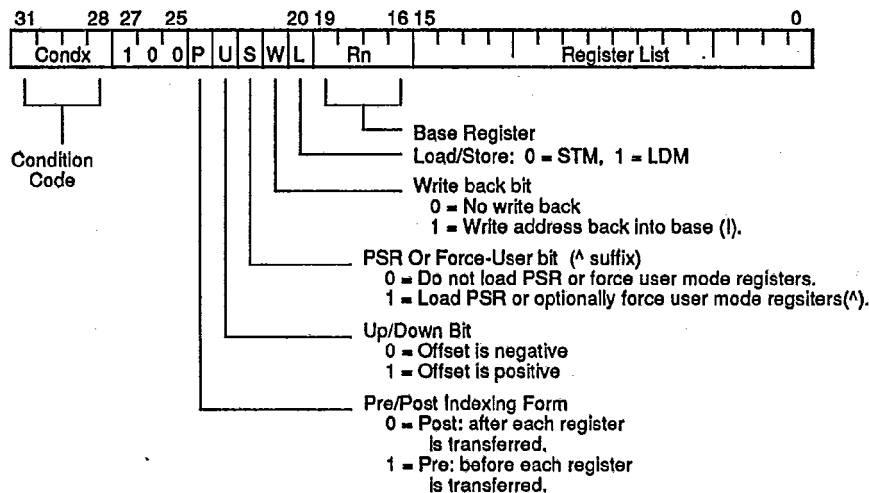 31 28 27 25 20 19 16 15 0
Condx 1 0 0 P U S W L Rn Register List
Base Register
Load/Store: 0 = STM, 1 = LDM
Condition
Code
Write back bit
0 = No write back
1 = Write address back into base (!).
PSR Or Force-User bit (^ suffix)
0 = Do not load PSR or force user mode registers.
1 = Load PSR or optionally force user mode regsiters(^).
Up/Down Bit
0 = Offset is negative
1 = Offset is positive
Pre/Post Indexing Form
0 = Post: after each register
is transferred.
1 = Pre: before each register
is transferred.